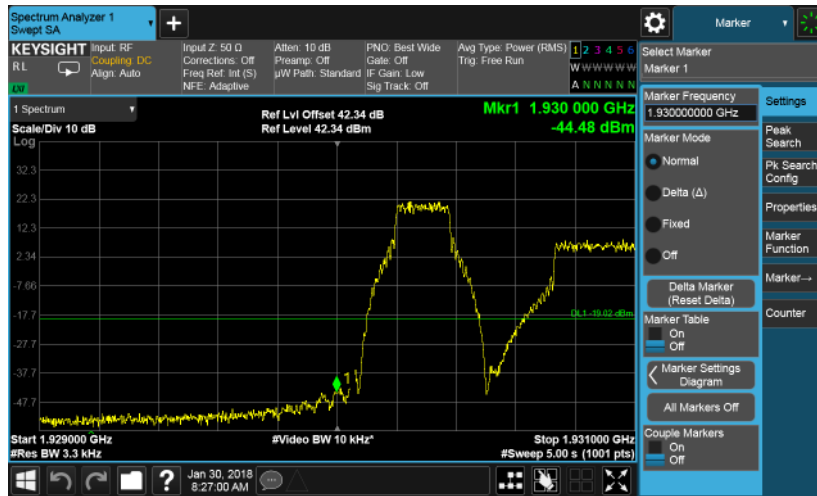 Spectrum Analyzer 1
Swept SA
+
Marker
KEYSIGHT
RL
LXI
Input: RF
Coupling: DC
Align: Auto
Input Z: 50 Ω
Corrections: Off
Freq Ref: Int (S)
NFE: Adaptive
Atten: 10 dB
Preamp: Off
µW Path: Standard
PNO: Best Wide
Gate: Off
IF Gain: Low
Sig Track: Off
Avg Type: Power (RMS)
Trig: Free Run
1 2 3 4 5 6
W W W W W W
A N N N N N
Select Marker
Marker 1
1 Spectrum
Scale/Div 10 dB
Log
Ref Lvl Offset 42.34 dB
Ref Level 42.34 dBm
Mkr1 1.930 000 GHz
-44.48 dBm
32.3
22.3
12.3
2.34
-7.66
-17.7
-27.7
-37.7
-47.7
DL1 -19.02 dBm
1
Start 1.929000 GHz
#Res BW 3.3 kHz
#Video BW 10 kHz*
Stop 1.931000 GHz
#Sweep 5.00 s (1001 pts)
Marker Frequency
1.930000000 GHz
Marker Mode
Normal
Delta (Δ)
Fixed
Off
Delta Marker
(Reset Delta)
Marker Table
On
Off
Marker Settings
Diagram
All Markers Off
Couple Markers
On
Off
Settings
Peak
Search
Pk Search
Config
Properties
Marker
Function
Marker→
Counter
?
Jan 30, 2018
8:27:00 AM